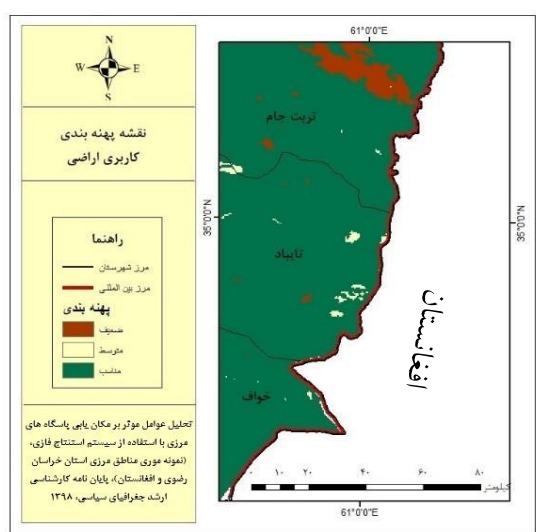 N
W E
S
نقشه پهنه بندی
کاربری اراضی
راهنما
مرز شهرستان
مرز بین المللی
پهنه بندی
ضعیف
متوسط
مناسب
تحلیل عوامل موثر بر مکان یابی پاسگاه های
مرزی با استفاده از سیستم استنتاج فازی،
(نمونه موری مناطق مرزی استان خراسان
رضوی و افغانستان)، پایان نامه کارشناسی
ارشد جغرافیای سیاسی، ۱۳۹۸
61°0'0"E
تربت جام
35°0'0"N
35°0'0"N
تایباد
افغانستان
خواف
۰ ۱۰ ۲۰ ۴۰ ۶۰ ۸۰
کیلومتر
61°0'0"E